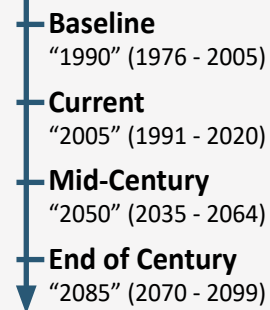 Baseline
“1990” (1976 - 2005)
Current
“2005” (1991 - 2020)
Mid-Century
“2050” (2035 - 2064)
End of Century
“2085” (2070 - 2099)